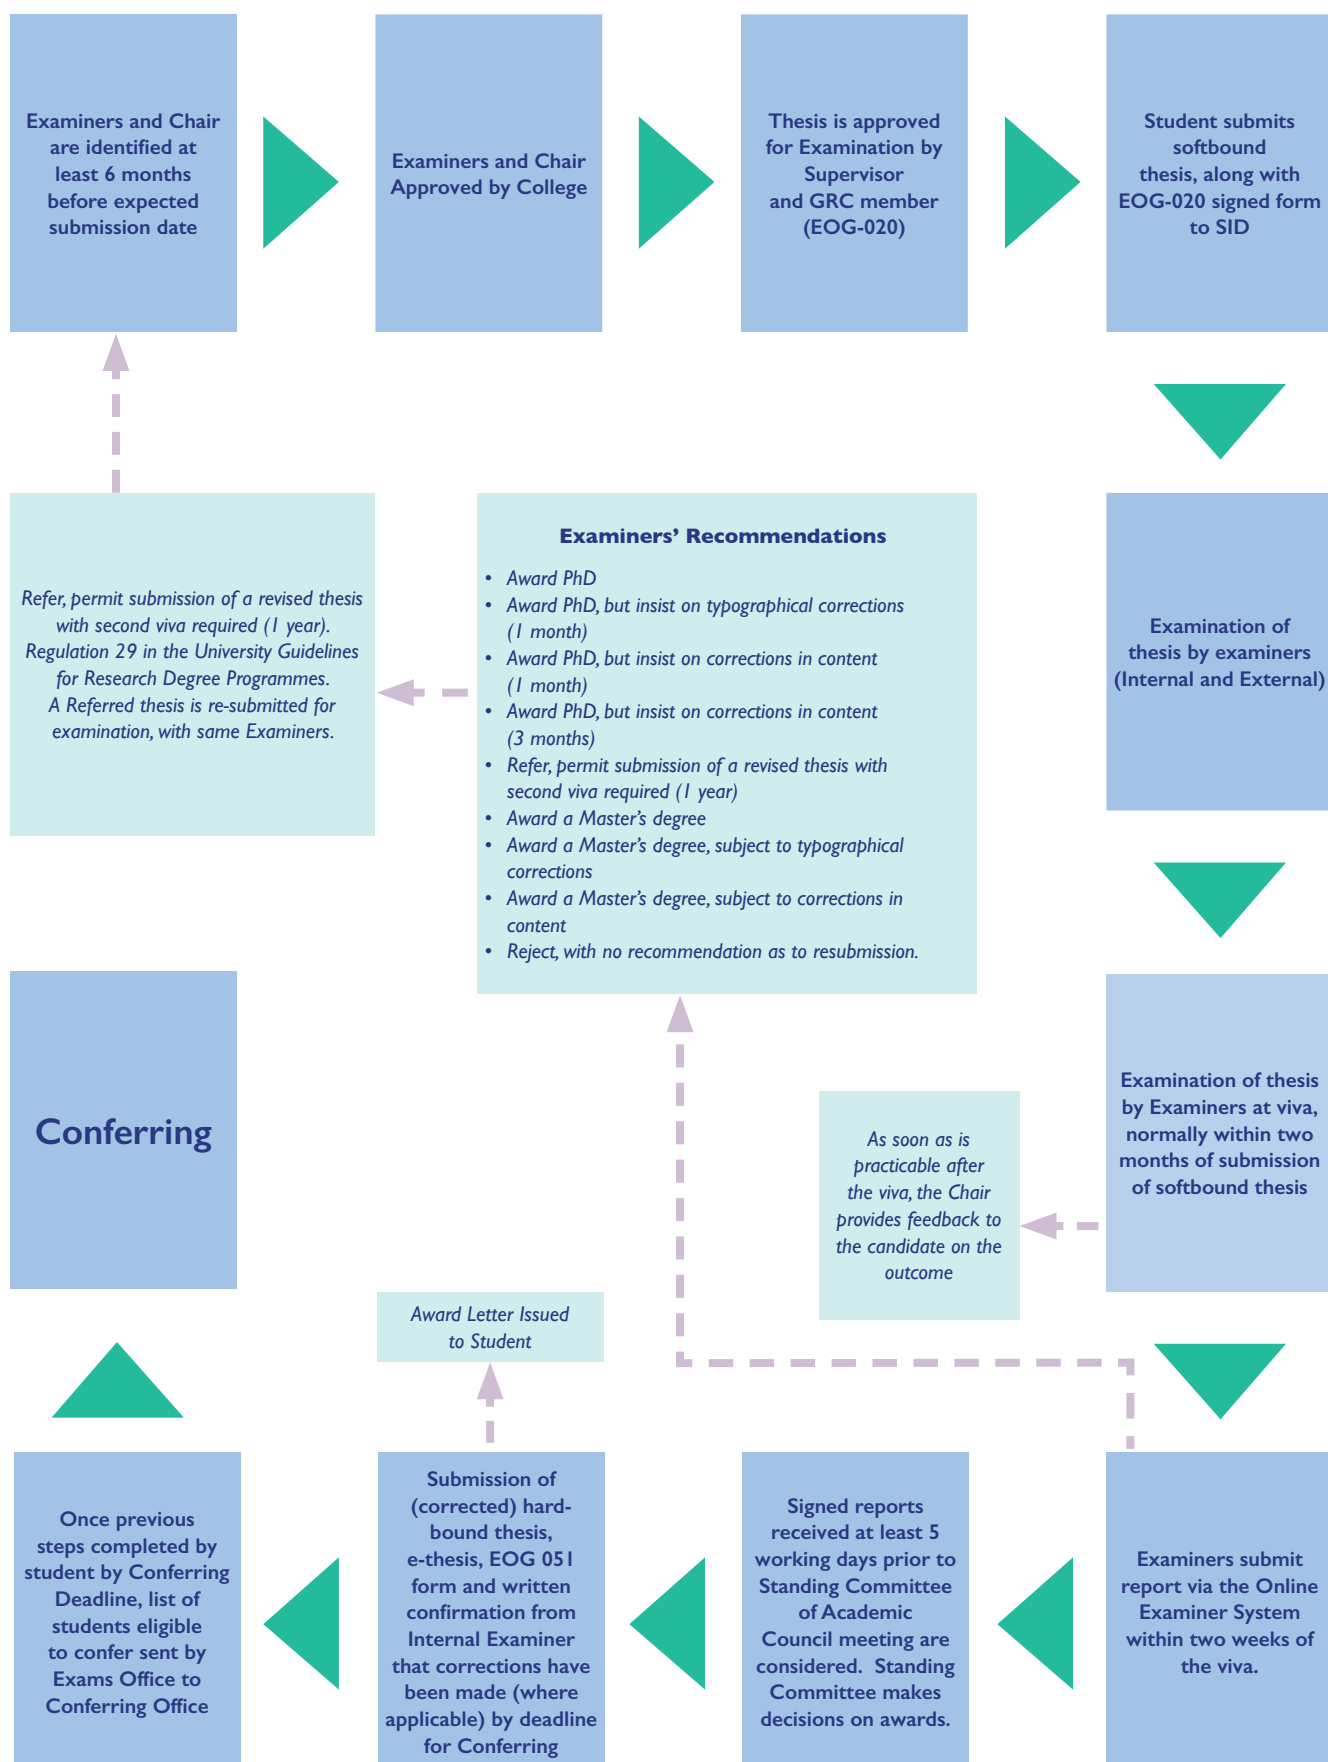 Examiners and Chair
are identified at
least 6 months
before expected
submission date
Examiners and Chair
Approved by College
Thesis is approved
for Examination by
Supervisor
and GRC member
(EOG-020)
Student submits
softbound
thesis, along with
EOG-020 signed form
to SID
Refer, permit submission of a revised thesis
with second viva required (1 year).
Regulation 29 in the University Guidelines
for Research Degree Programmes.
A Referred thesis is re-submitted for
examination, with same Examiners.
Examiners’ Recommendations
• Award PhD
• Award PhD, but insist on typographical corrections
(1 month)
• Award PhD, but insist on corrections in content
(1 month)
• Award PhD, but insist on corrections in content
(3 months)
• Refer, permit submission of a revised thesis with
second viva required (1 year)
• Award a Master’s degree
• Award a Master’s degree, subject to typographical
corrections
• Award a Master’s degree, subject to corrections in
content
• Reject, with no recommendation as to resubmission.
Examination of
thesis by examiners
(Internal and External)
Conferring
As soon as is
practicable after
the viva, the Chair
provides feedback to
the candidate on the
outcome
Examination of thesis
by Examiners at viva,
normally within two
months of submission
of softbound thesis
Award Letter Issued
to Student
Once previous
steps completed by
student by Conferring
Deadline, list of
students eligible
to confer sent by
Exams Office to
Conferring Office
Submission of
(corrected) hard-
bound thesis,
e-thesis, EOG 051
form and written
confirmation from
Internal Examiner
that corrections have
been made (where
applicable) by deadline
for Conferring
Signed reports
received at least 5
working days prior to
Standing Committee
of Academic
Council meeting are
considered.  Standing
Committee makes
decisions on awards.
Examiners submit
report via the Online
Examiner System
within two weeks of
the viva.